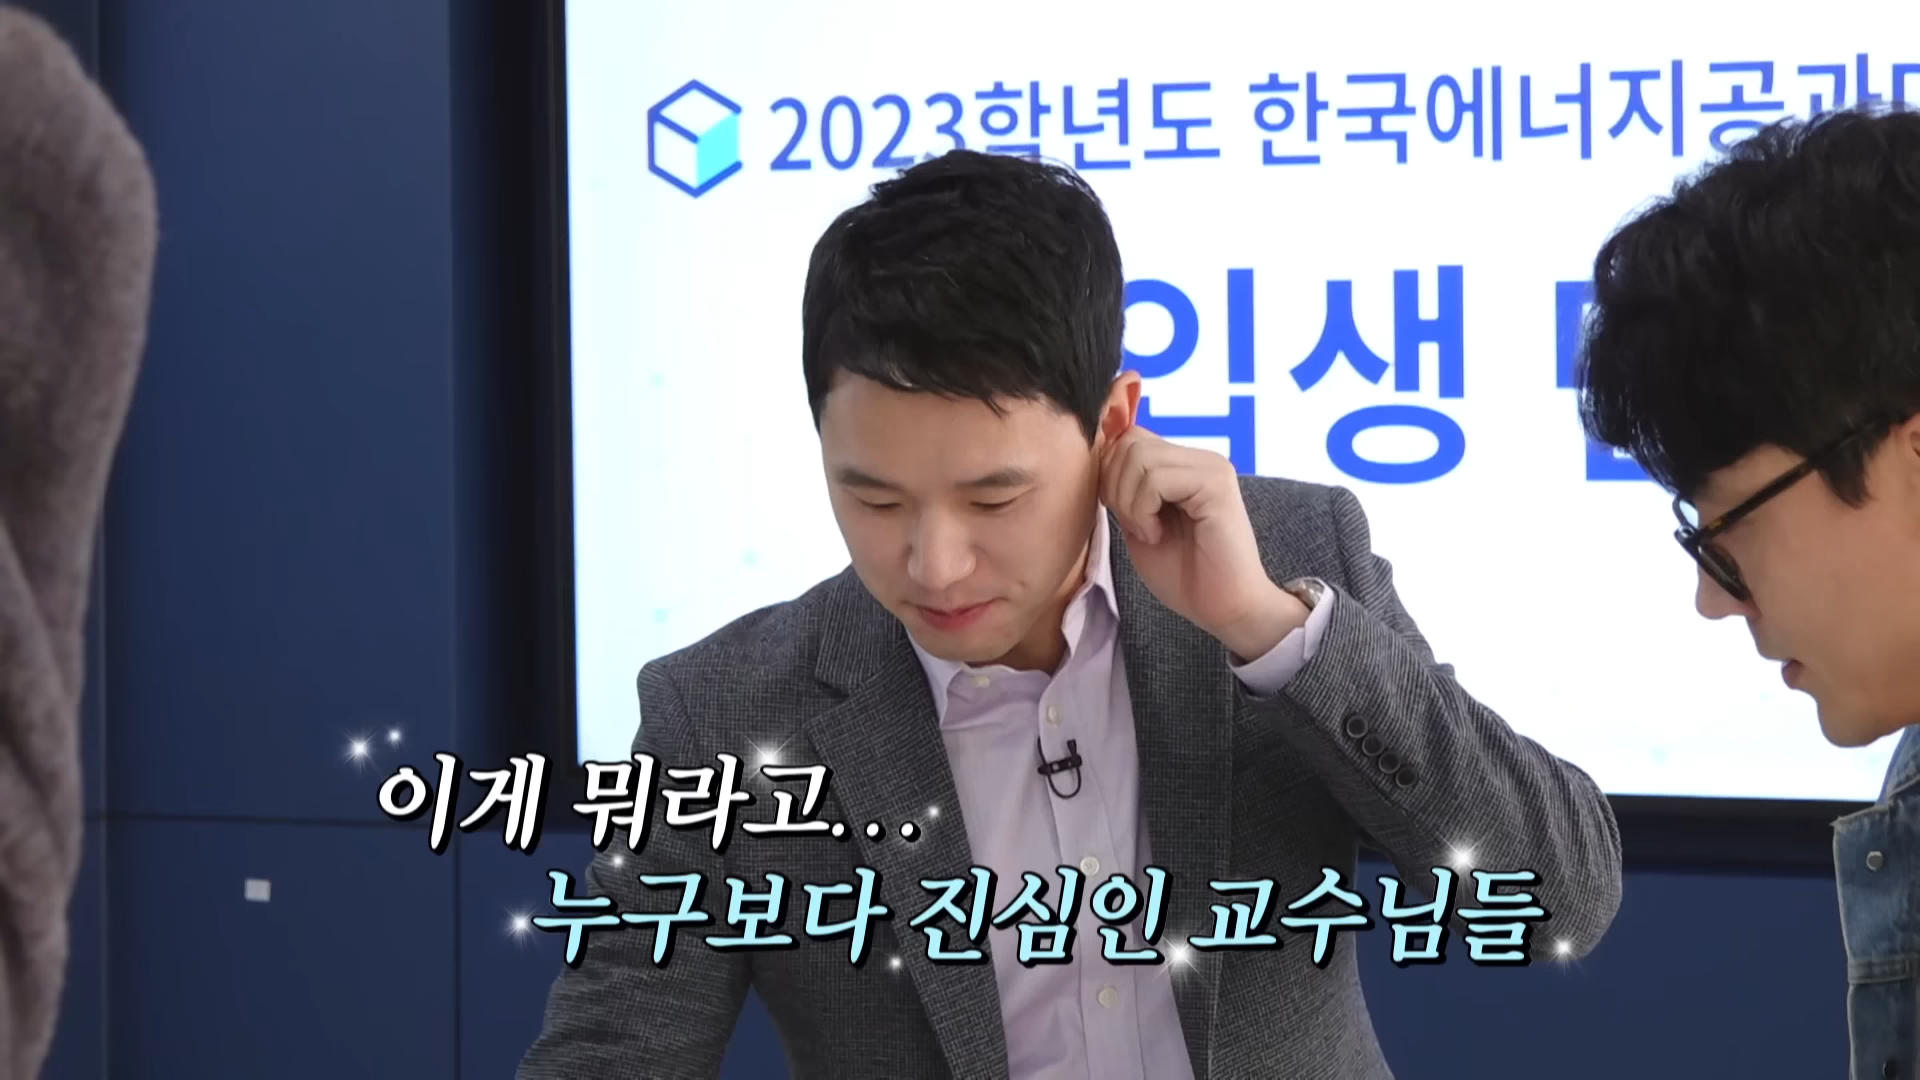 2023학년도 한국에너지공과
입생
이게 뭐라고...
누구보다 진심인 교수님들